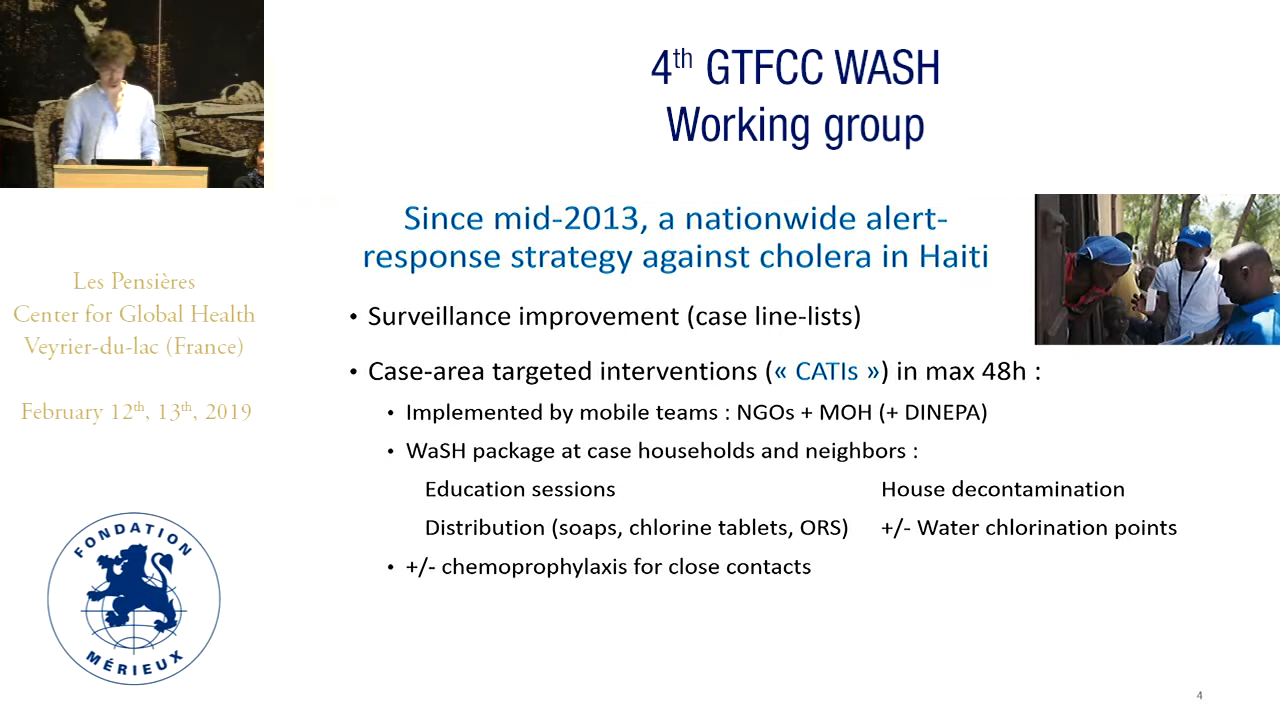 4th GTFCC WASH
Working group
Since mid-2013, a nationwide alert-
response strategy against cholera in Haiti
• Surveillance improvement (case line-lists)
• Case-area targeted interventions (« CATIs ») in max 48h :
• Implemented by mobile teams : NGOs + MOH (+ DINEPA)
• WaSH package at case households and neighbors :
Education sessions
House decontamination
Distribution (soaps, chlorine tablets, ORS)
+/- Water chlorination points
• +/- chemoprophylaxis for close contacts
Les Pensières
Center for Global Health
Veyrier-du-lac (France)
February 12th, 13th, 2019
FONDATION
MÉRIEUX
4